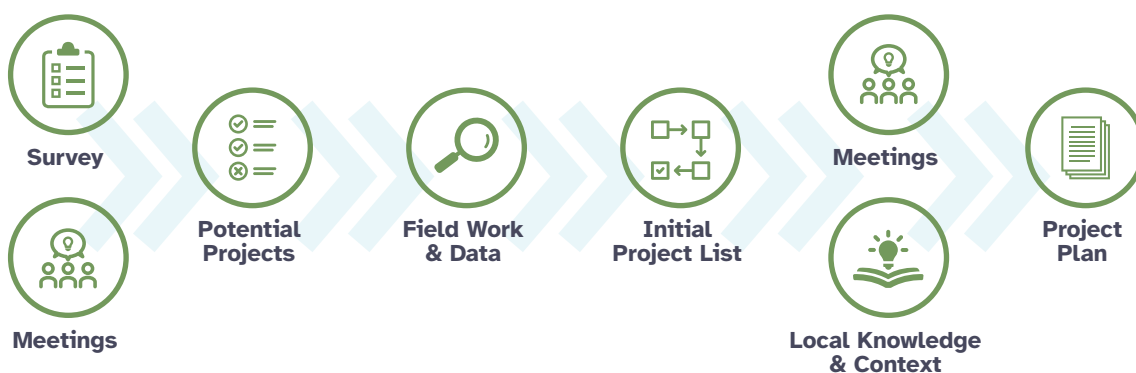 Survey
Meetings
Potential
Projects
Field Work
& Data
Initial
Project List
Meetings
Local Knowledge
& Context
Project
Plan